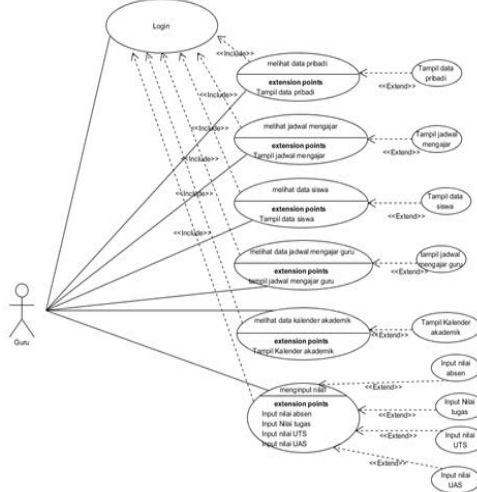 Login
<<Include>>
melihat data pribadi
extension points
Tampil data pribadi
<<Extend>>
Tampil data
pribadi
<<Include>>
melihat jadwal mengajar
extension points
Tampil jadwal mengajar
<<Extend>>
Tampil jadwal
mengajar
<<Include>>
<<Include>>
melihat data siswa
extension points
Tampil data siswa
<<Extend>>
Tampil data
siswa
<<Include>>
<<Include>>
melihat data jadwal mengajar guru
extension points
tampil jadwal mengajar guru
<<Extend>>
tampil jadwal
mengajar guru
Guru
melihat data kalender akademik
extension points
Tampil Kalender akademik
<<Extend>>
Tampil Kalender
akademik
menginput nilai
extension points
Input nilai absen
Input Nilai tugas
Input nilai UTS
Input nilai UAS
<<Extend>>
Input nilai
absen
<<Extend>>
Input Nilai
tugas
<<Extend>>
Input nilai
UTS
<<Extend>>
Input nilai
UAS